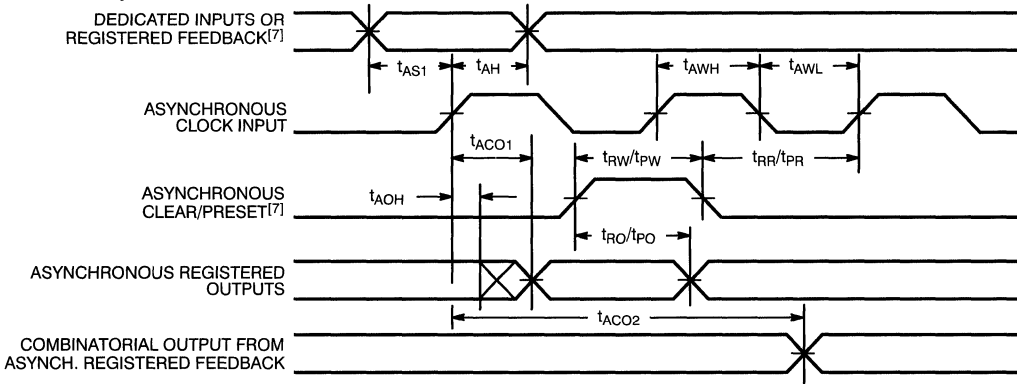 DEDICATED INPUTS OR
REGISTERED FEEDBACK[7]
tAS1
tAH
tAWH
tAWL
ASYNCHRONOUS
CLOCK INPUT
tACO1
tRW/tPW
tRR/tPR
ASYNCHRONOUS
CLEAR/PRESET[7]
tAOH
tRO/tPO
ASYNCHRONOUS REGISTERED
OUTPUTS
tACO2
COMBINATORIAL OUTPUT FROM
ASYNCH. REGISTERED FEEDBACK